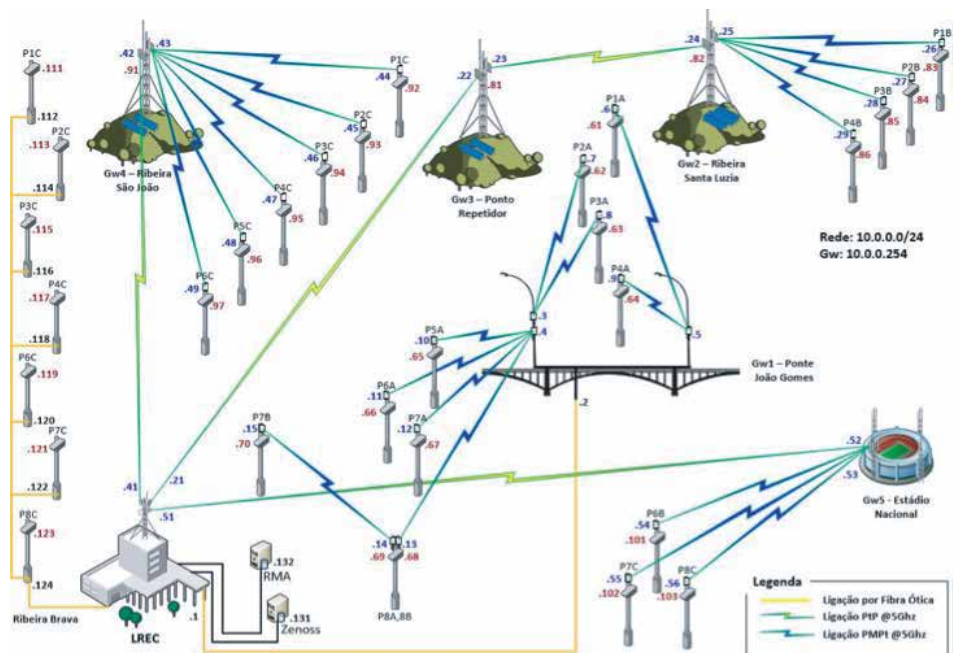 P1C
.111
.112
P2C
.113
.114
P3C
.115
.116
P4C
.117
.118
P6C
.119
.120
P7C
.121
.122
P8C
.123
.124
Ribeira Brava
.42
.43
.91
Gw4 – Ribeira
São João
P1C
.44
.92
P2C
.45
.93
P3C
.46
.94
P4C
.47
.95
P5C
.48
.96
P6C
.49
.97
.22
.23
.81
Gw3 – Ponto
Repetidor
.24
.25
.82
Gw2 – Ribeira
Santa Luzia
P1B
.26
.83
P2B
.27
.84
P3B
.28
.85
P4B
.29
.86
Rede: 10.0.0.0/24
Gw: 10.0.0.254
P1A
.6
.61
P2A
.7
.62
P3A
.8
.63
P4A
.9
.64
.3
.4
.5
Gw1 – Ponte
João Gomes
.2
P5A
.10
.65
P6A
.11
.66
P7A
.12
.67
P7B
.15
.70
.14
.13
.69
.68
P8A,8B
.41
.21
.51
LREC
.1
.132
RMA
.131
Zenoss
.52
.53
Gw5 - Estádio
Nacional
P6B
.54
.101
P7C
.55
.102
P8C
.56
.103
Legenda
Ligação por Fibra Ótica
Ligação PtP @5Ghz
Ligação PMPt @5Ghz